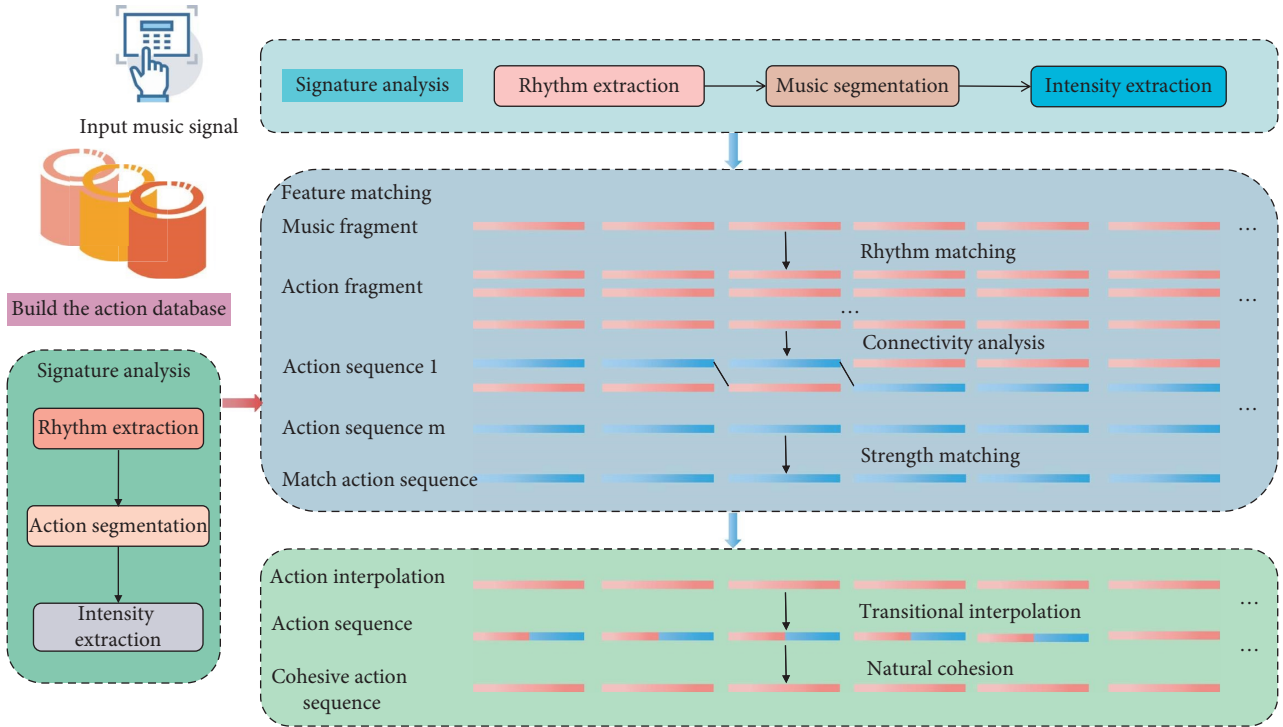 Input music signal
Build the action database
Signature analysis
Rhythm extraction
Action segmentation
Intensity
extraction
Signature analysis
Rhythm extraction
Music segmentation
Intensity extraction
Feature matching
Music fragment
...
Rhythm matching
Action fragment
...
...
Connectivity analysis
Action sequence 1
...
Action sequence m
Strength matching
Match action sequence
Action interpolation
...
Transitional interpolation
Action sequence
...
Natural cohesion
Cohesive action
sequence